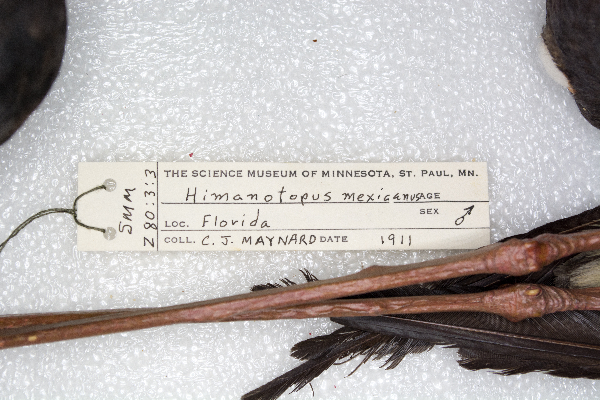 SMM
Z 80:3:3
THE SCIENCE MUSEUM OF MINNESOTA, ST. PAUL, MN.
Himanotopus mexicanus AGE
SEX ♂
LOC. Florida
COLL. C. J. MAYNARD DATE 1911